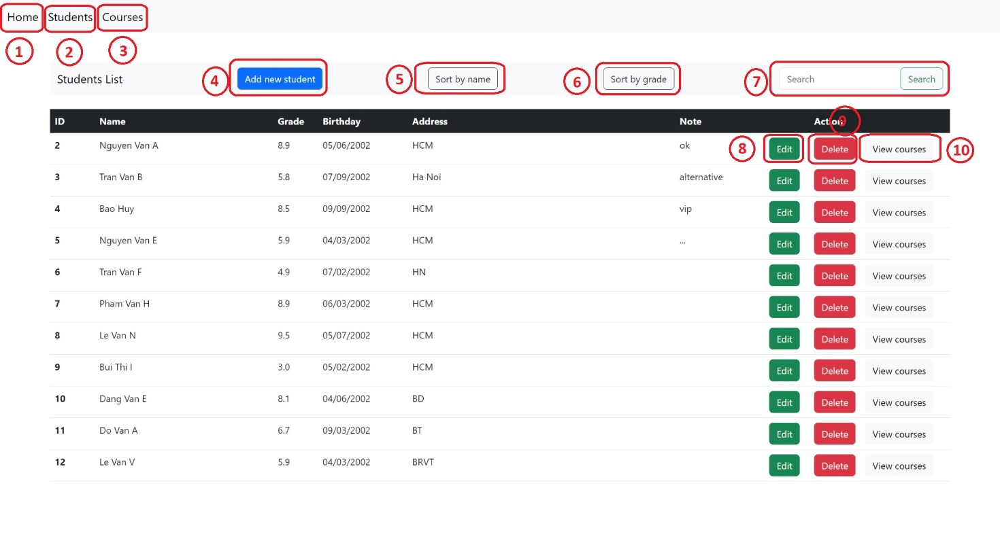 Home Students Courses
1 2 3
Students List 4 Add new student 5 Sort by name 6 Sort by grade 7 Search Search
ID Name Grade Birthday Address Note Action 9
2 Nguyen Van A 8.9 05/06/2002 HCM ok 8 Edit Delete View courses 10
3 Tran Van B 5.8 07/09/2002 Ha Noi alternative Edit Delete View courses
4 Bao Huy 8.5 09/09/2002 HCM vip Edit Delete View courses
5 Nguyen Van E 5.9 04/03/2002 HCM ... Edit Delete View courses
6 Tran Van F 4.9 07/02/2002 HN Edit Delete View courses
7 Pham Van H 8.9 06/03/2002 HCM Edit Delete View courses
8 Le Van N 9.5 05/07/2002 HCM Edit Delete View courses
9 Bui Thi I 3.0 05/02/2002 HCM Edit Delete View courses
10 Dang Van E 8.1 04/06/2002 BD Edit Delete View courses
11 Do Van A 6.7 09/03/2002 BT Edit Delete View courses
12 Le Van V 5.9 04/03/2002 BRVT Edit Delete View courses